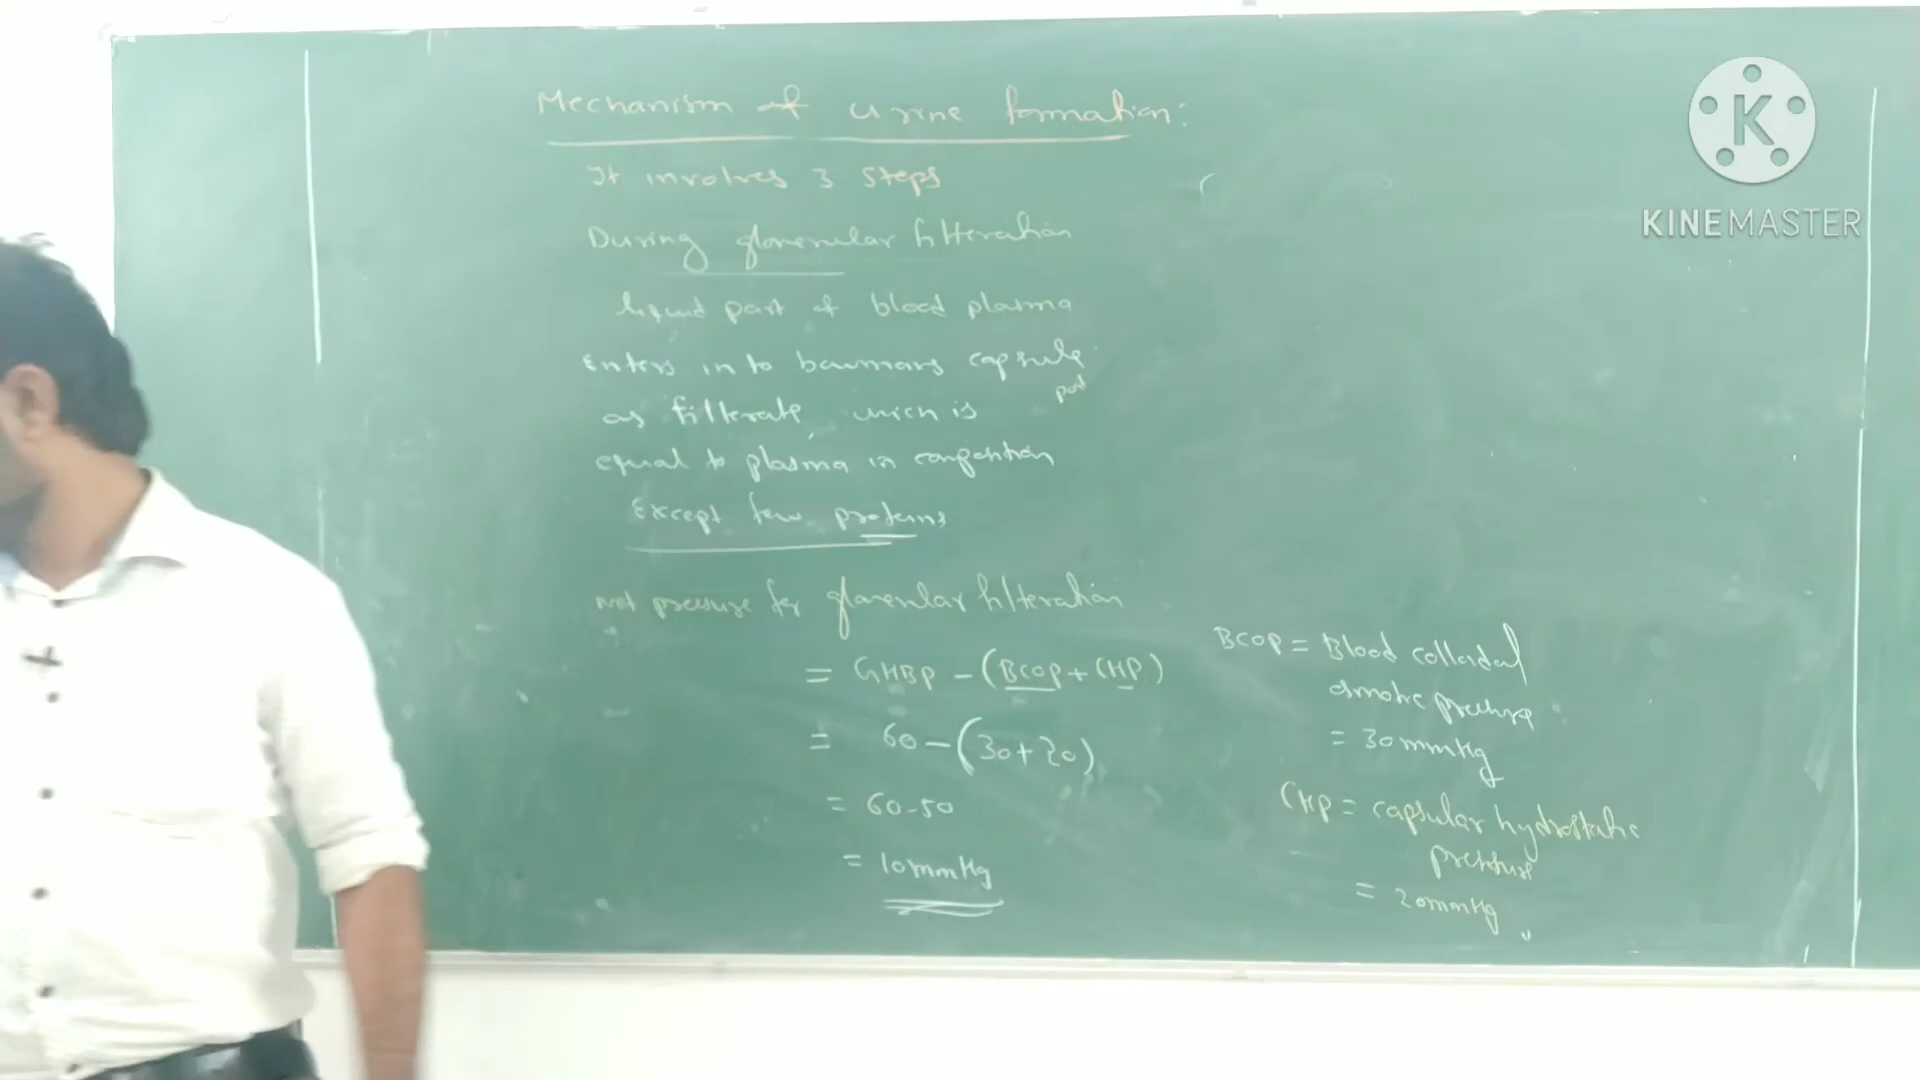 Mechanism of urine formation:
It involves 3 steps
During glomerular filteration
liquid part of blood plasma
enters in to bowmans capsule
as filterate which is
equal to plasma in composition
Except few proteins
net pressure for glomerular filteration
= GHBP - (BCOP + CHP)
= 60 - (30 + 20)
= 60 - 50
= 10mmHg
BCOP = Blood colloidal
osmotic pressure
= 30mmHg
CHP = capsular hydrostatic
pressure
= 20mmHg
K
KINEMASTER